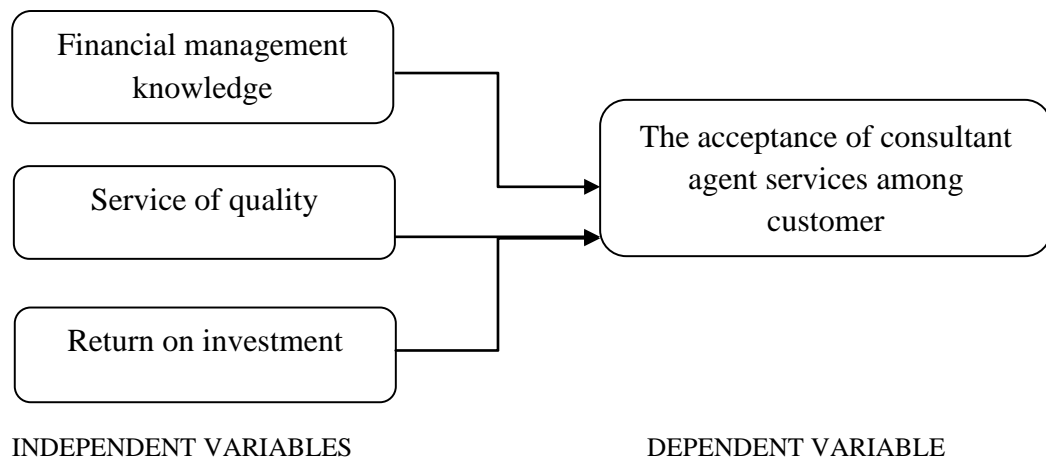 Financial management
knowledge
Service of quality
Return on investment
The acceptance of consultant
agent services among
customer
INDEPENDENT VARIABLES
DEPENDENT VARIABLE